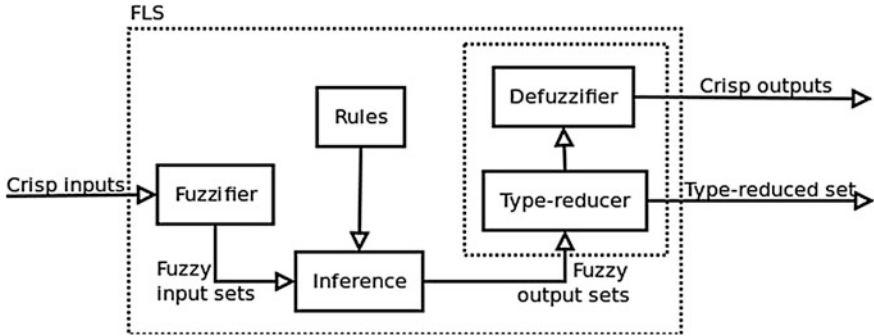 FLS
Defuzzifier
Crisp outputs
Rules
Crisp inputs
Fuzzifier
Type-reducer
Type-reduced set
Fuzzy
input sets
Inference
Fuzzy
output sets